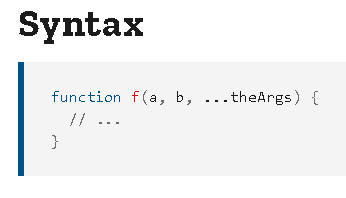 Syntax
function f(a, b, ...theArgs) {
  // ...
}